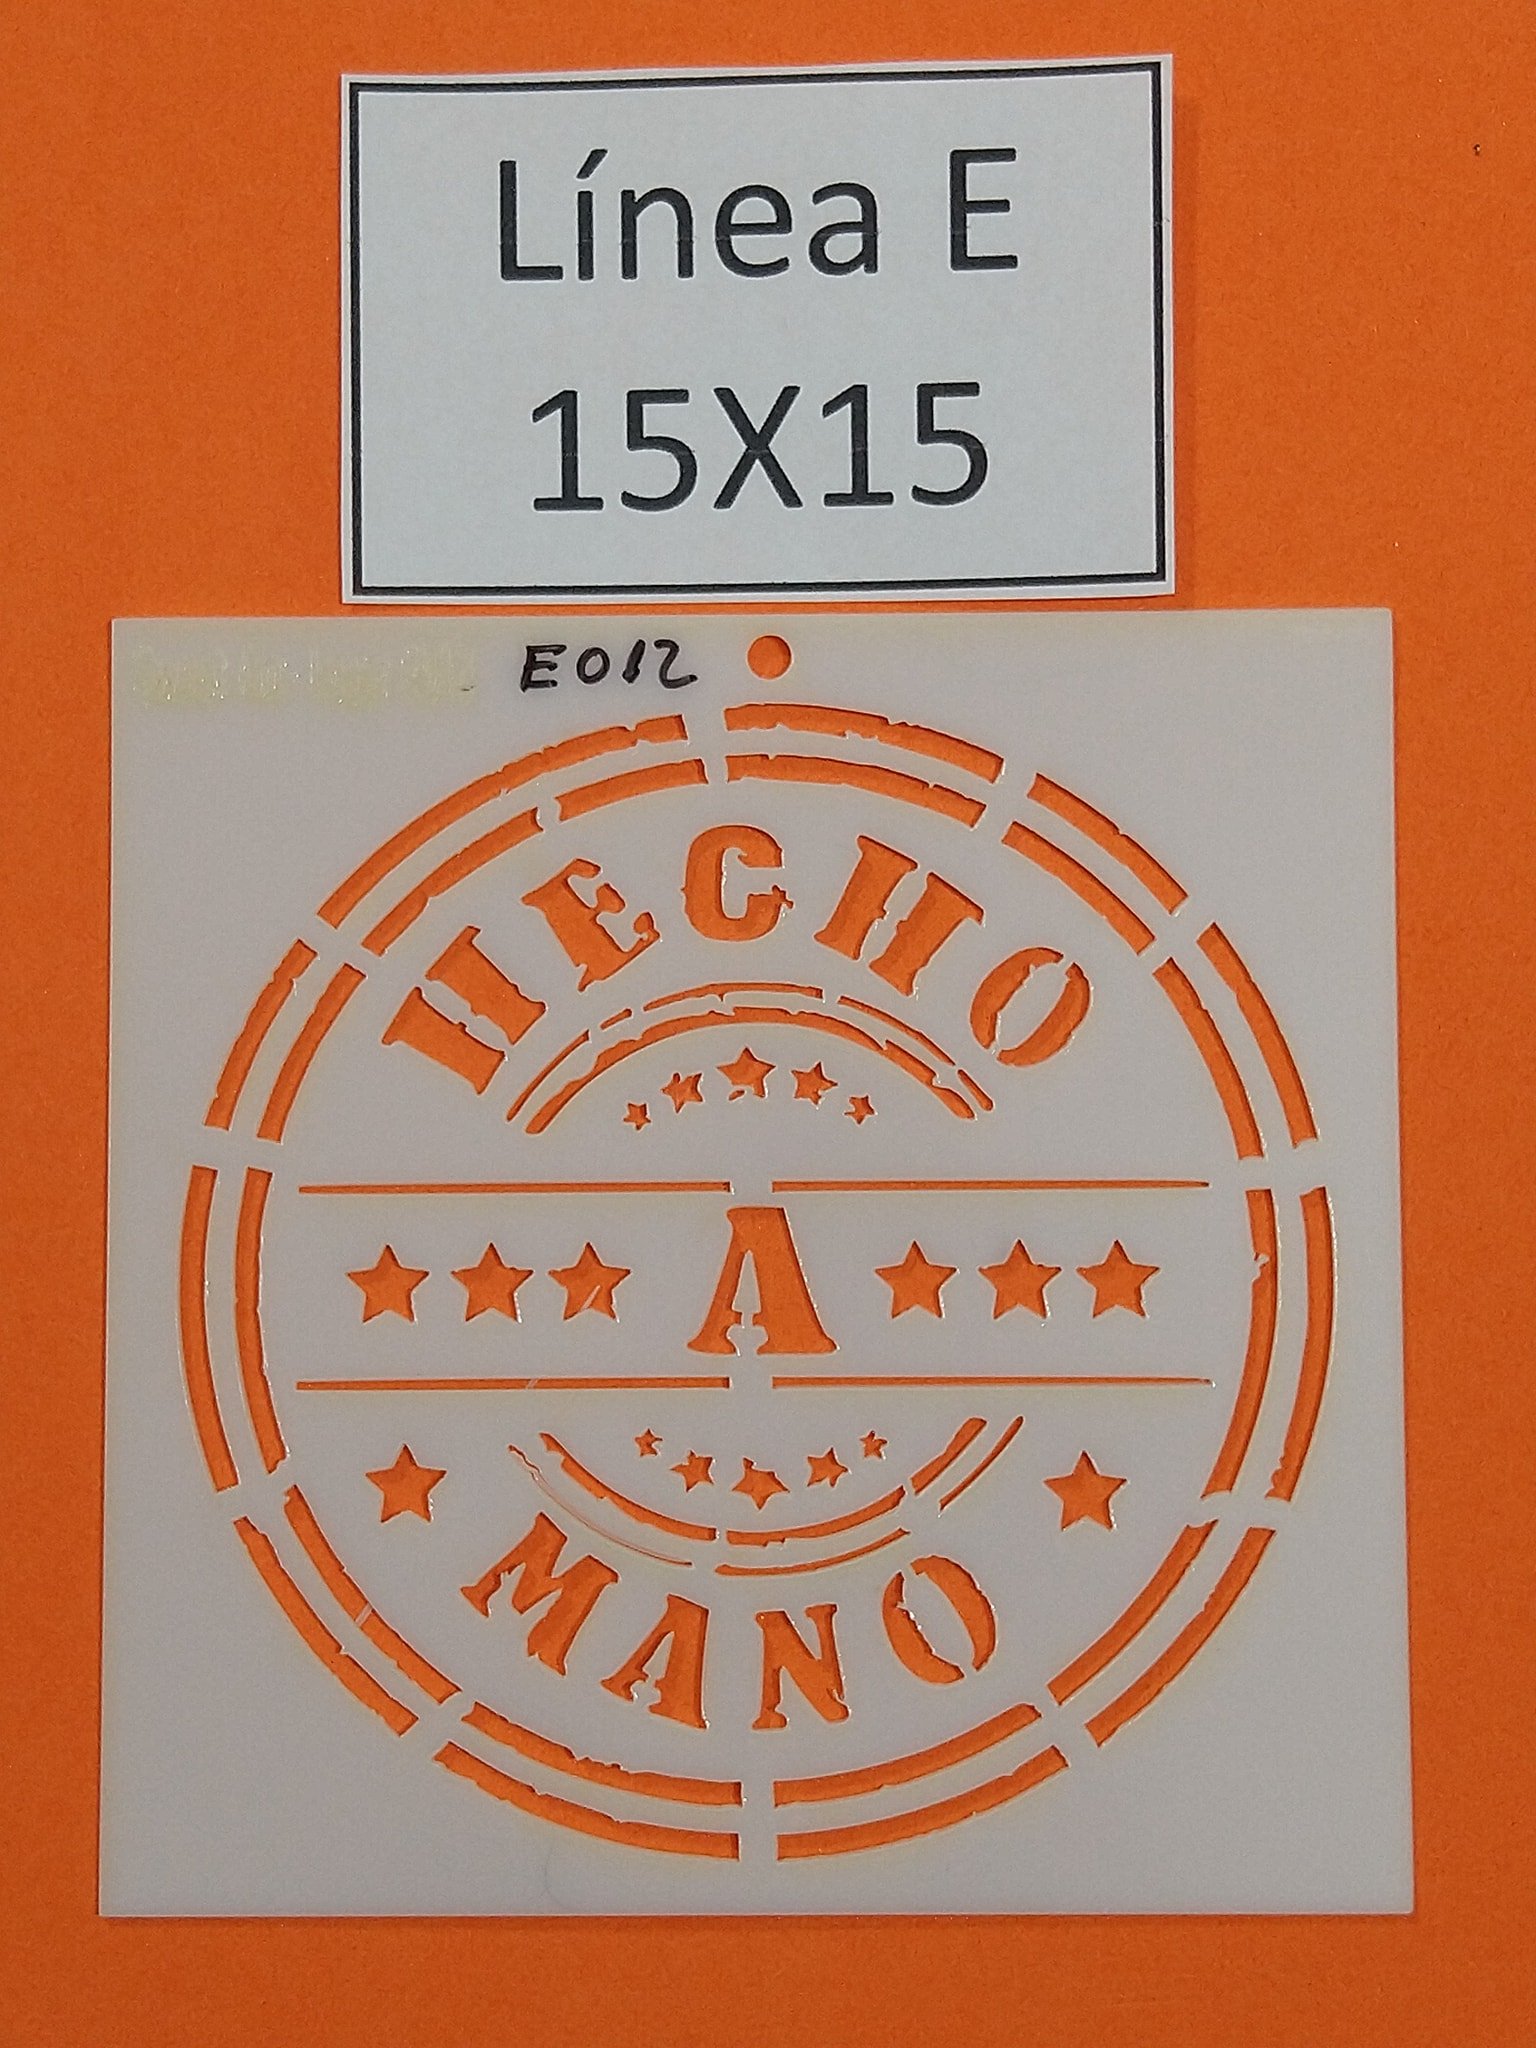 Línea E
15X15
E012
HECHO
A
MANO